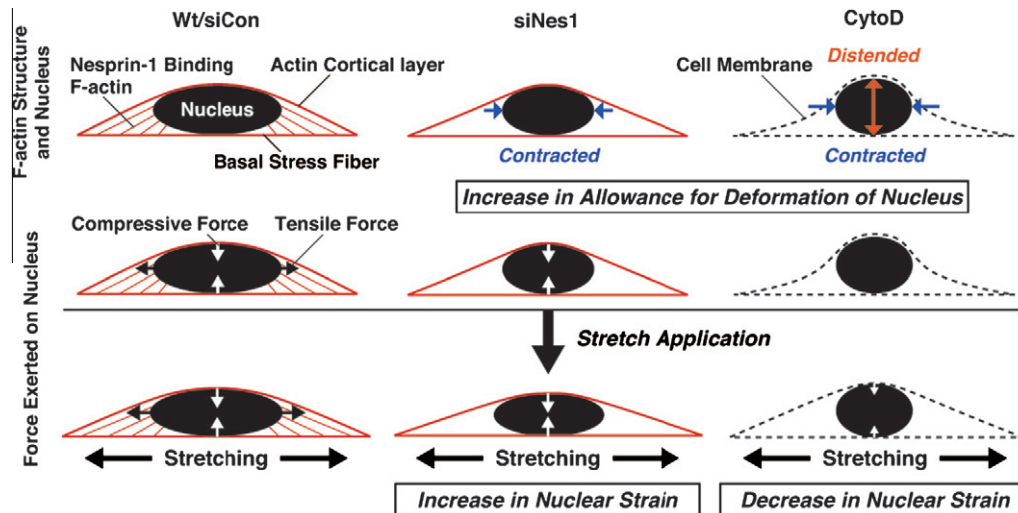 Wt/siCon
siNes1
CytoD
F-actin Structure
and Nucleus
Nesprin-1 Binding
F-actin
Actin Cortical layer
Nucleus
Basal Stress Fiber
Contracted
Cell Membrane
Distended
Contracted
Increase in Allowance for Deformation of Nucleus
Force Exerted on Nucleus
Compressive Force
Tensile Force
Stretch Application
Stretching
Stretching
Stretching
Increase in Nuclear Strain
Decrease in Nuclear Strain